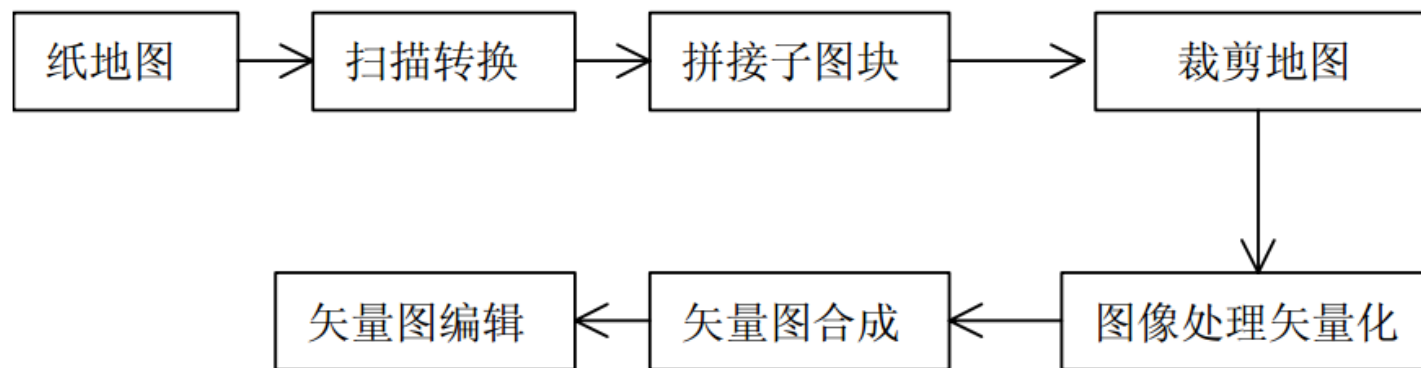 纸地图
扫描转换
拼接子图块
裁剪地图
图像处理矢量化
矢量图合成
矢量图编辑